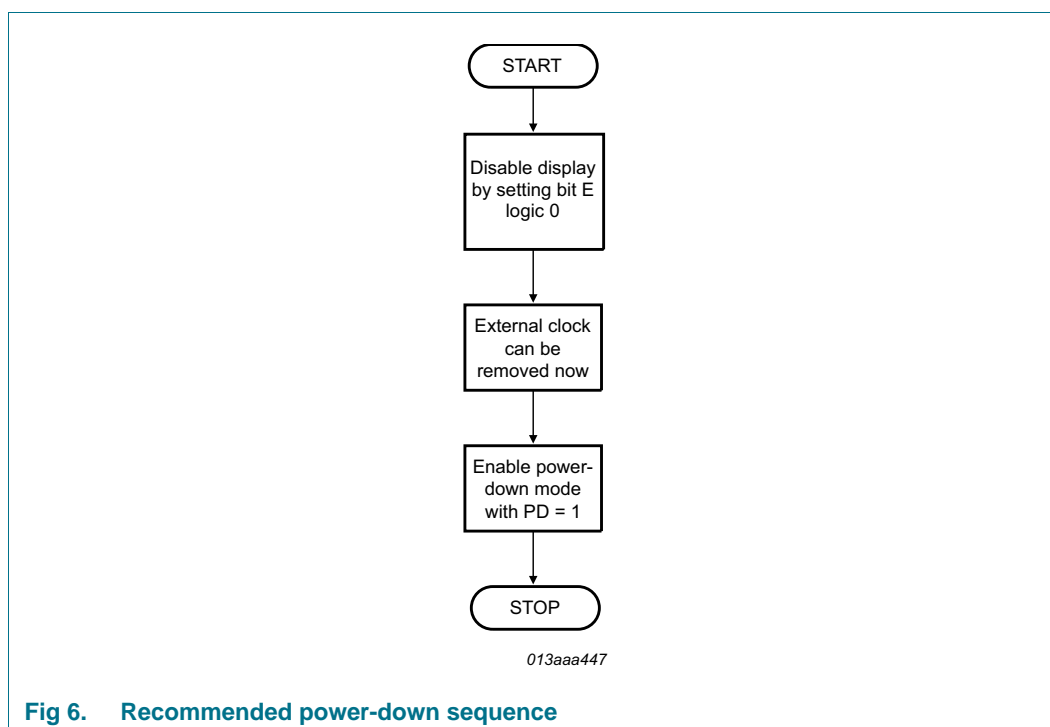 START
Disable display
by setting bit E
logic 0
External clock
can be
removed now
Enable power-
down mode
with PD = 1
STOP
013aaa447
Fig 6. Recommended power-down sequence